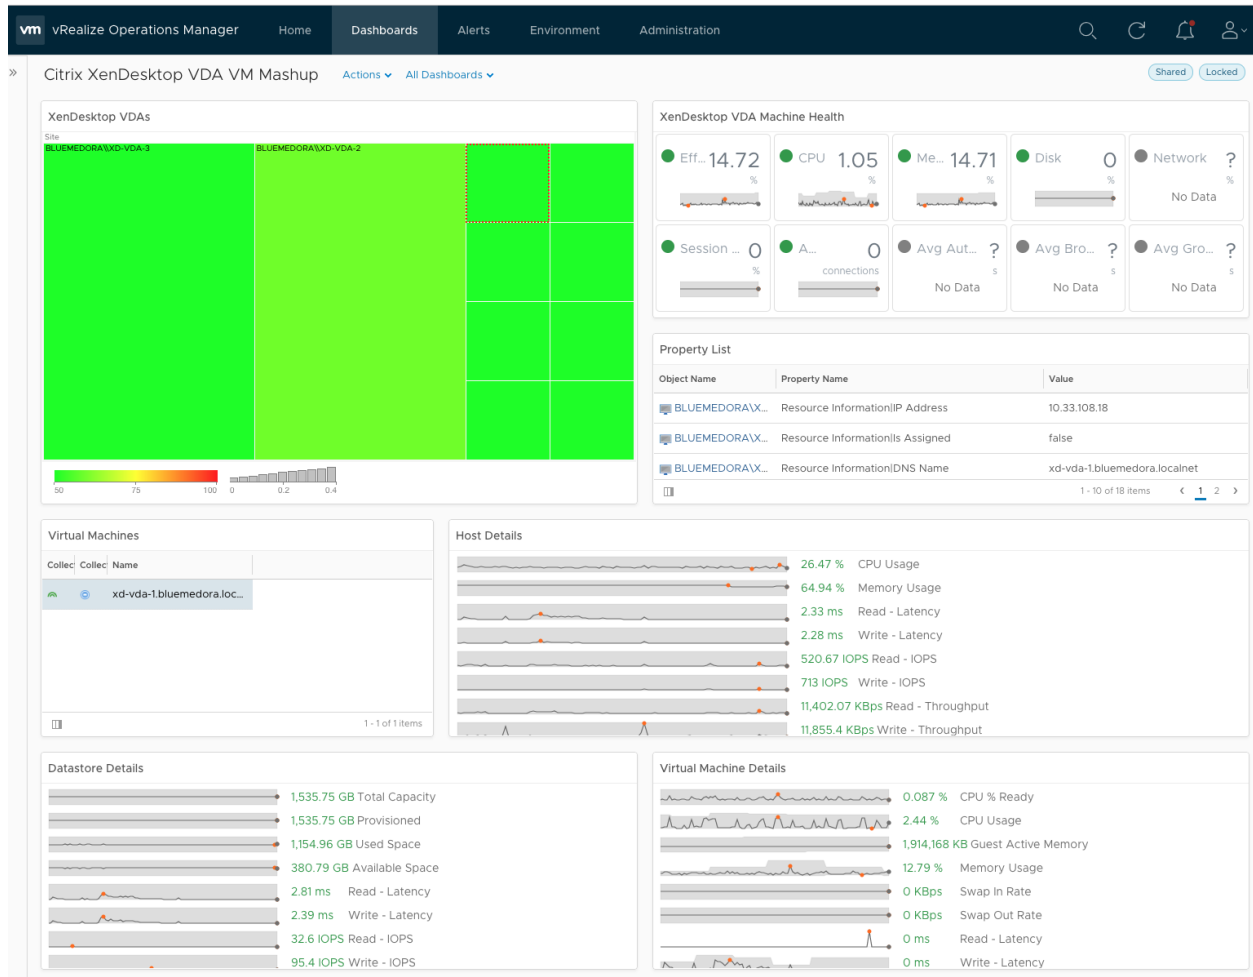 vm vRealize Operations Manager Home Dashboards Alerts Environment Administration
Citrix XenDesktop VDA VM Mashup Actions All Dashboards Shared Locked
XenDesktop VDAs
Site
BLUEMEDORA\\XD-VDA-3 BLUEMEDORA\\XD-VDA-2
50 75 100 0 0.2 0.4
XenDesktop VDA Machine Health
Eff... 14.72 CPU 1.05 Me... 14.71 Disk 0 Network ?
% % % % %
No Data
Session ... 0 A... 0 Avg Aut... ? Avg Bro... ? Avg Gro... ?
% connections s s s
No Data No Data No Data
Property List
Object Name Property Name Value
BLUEMEDORA\X... Resource Information|IP Address 10.33.108.18
BLUEMEDORA\X... Resource Information|Is Assigned false
BLUEMEDORA\X... Resource Information|DNS Name xd-vda-1.bluemedora.localnet
1 - 10 of 18 items 1 2
Virtual Machines
Collec Collec Name
xd-vda-1.bluemedora.loc...
1 - 1 of 1 items
Host Details
26.47 % CPU Usage
64.94 % Memory Usage
2.33 ms Read - Latency
2.28 ms Write - Latency
520.67 IOPS Read - IOPS
713 IOPS Write - IOPS
11,402.07 KBps Read - Throughput
11,855.4 KBps Write - Throughput
Datastore Details
1,535.75 GB Total Capacity
1,535.75 GB Provisioned
1,154.96 GB Used Space
380.79 GB Available Space
2.81 ms Read - Latency
2.39 ms Write - Latency
32.6 IOPS Read - IOPS
95.4 IOPS Write - IOPS
Virtual Machine Details
0.087 % CPU % Ready
2.44 % CPU Usage
1,914,168 KB Guest Active Memory
12.79 % Memory Usage
0 KBps Swap In Rate
0 KBps Swap Out Rate
0 ms Read - Latency
0 ms Write - Latency